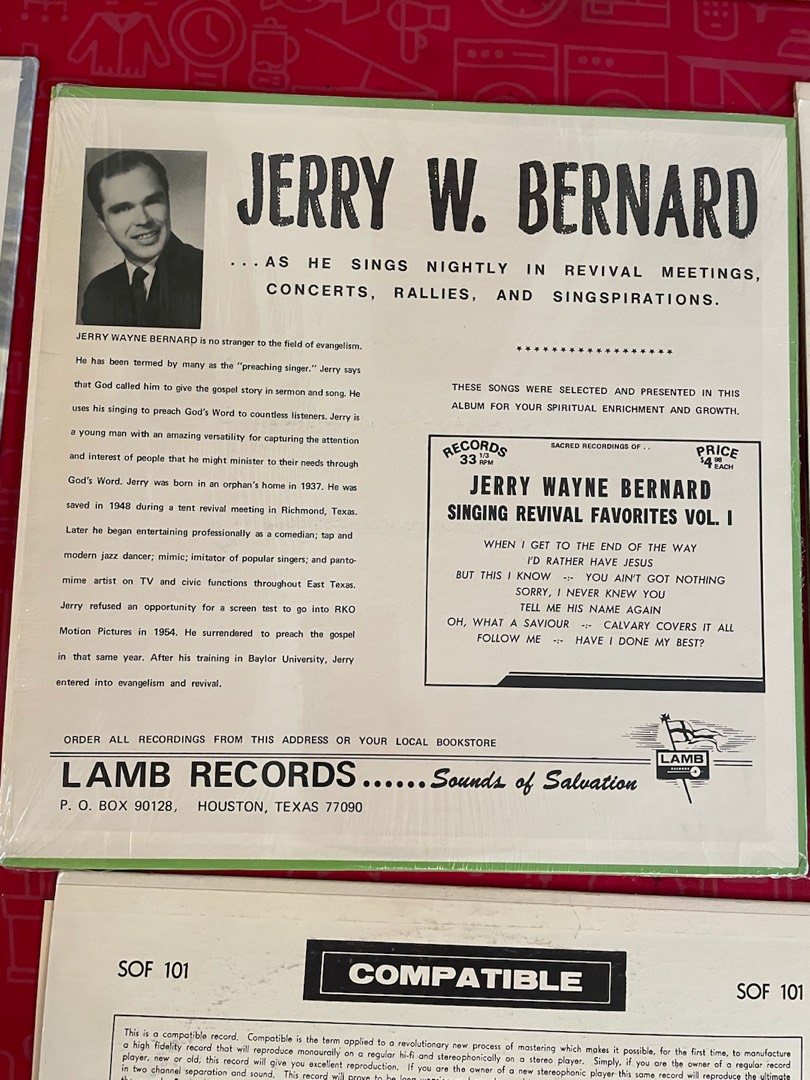 JERRY W. BERNARD
...AS HE SINGS NIGHTLY IN REVIVAL MEETINGS,
CONCERTS, RALLIES, AND SINGSPIRATIONS.
JERRY WAYNE BERNARD is no stranger to the field of evangelism.
He has been termed by many as the "preaching singer." Jerry says
that God called him to give the gospel story in sermon and song. He
uses his singing to preach God's Word to countless listeners. Jerry is
a young man with an amazing versatility for capturing the attention
and interest of people that he might minister to their needs through
God's Word. Jerry was born in an orphan's home in 1937. He was
saved in 1948 during a tent revival meeting in Richmond, Texas.
Later he began entertaining professionally as a comedian; tap and
modern jazz dancer; mimic; imitator of popular singers; and panto-
mime artist on TV and civic functions throughout East Texas.
Jerry refused an opportunity for a screen test to go into RKO
Motion Pictures in 1954. He surrendered to preach the gospel
in that same year. After his training in Baylor University, Jerry
entered into evangelism and revival.
******************
THESE SONGS WERE SELECTED AND PRESENTED IN THIS
ALBUM FOR YOUR SPIRITUAL ENRICHMENT AND GROWTH.
RECORDS
33 1/3 RPM
SACRED RECORDINGS OF . .
PRICE
$4.98 EACH
JERRY WAYNE BERNARD
SINGING REVIVAL FAVORITES VOL. I
WHEN I GET TO THE END OF THE WAY
I'D RATHER HAVE JESUS
BUT THIS I KNOW -:- YOU AIN'T GOT NOTHING
SORRY, I NEVER KNEW YOU
TELL ME HIS NAME AGAIN
OH, WHAT A SAVIOUR -:- CALVARY COVERS IT ALL
FOLLOW ME -:- HAVE I DONE MY BEST?
ORDER ALL RECORDINGS FROM THIS ADDRESS OR YOUR LOCAL BOOKSTORE
LAMB RECORDS......Sounds of Salvation
P. O. BOX 90128, HOUSTON, TEXAS 77090
LAMB
RECORDS
SOF 101
COMPATIBLE
SOF 101
This is a compatible record. Compatible is the term applied to a revolutionary new process of mastering which makes it possible, for the first time, to manufacture
a high fidelity record that will reproduce monaurally on a regular hi-fi and stereophonically on a stereo player. Simply, if you are the owner of a regular record
player, new or old, this record will give you excellent reproduction. If you are the owner of a new stereophonic player this same record will reproduce the ultimate
in two channel separation and sound. This record will prove to be long